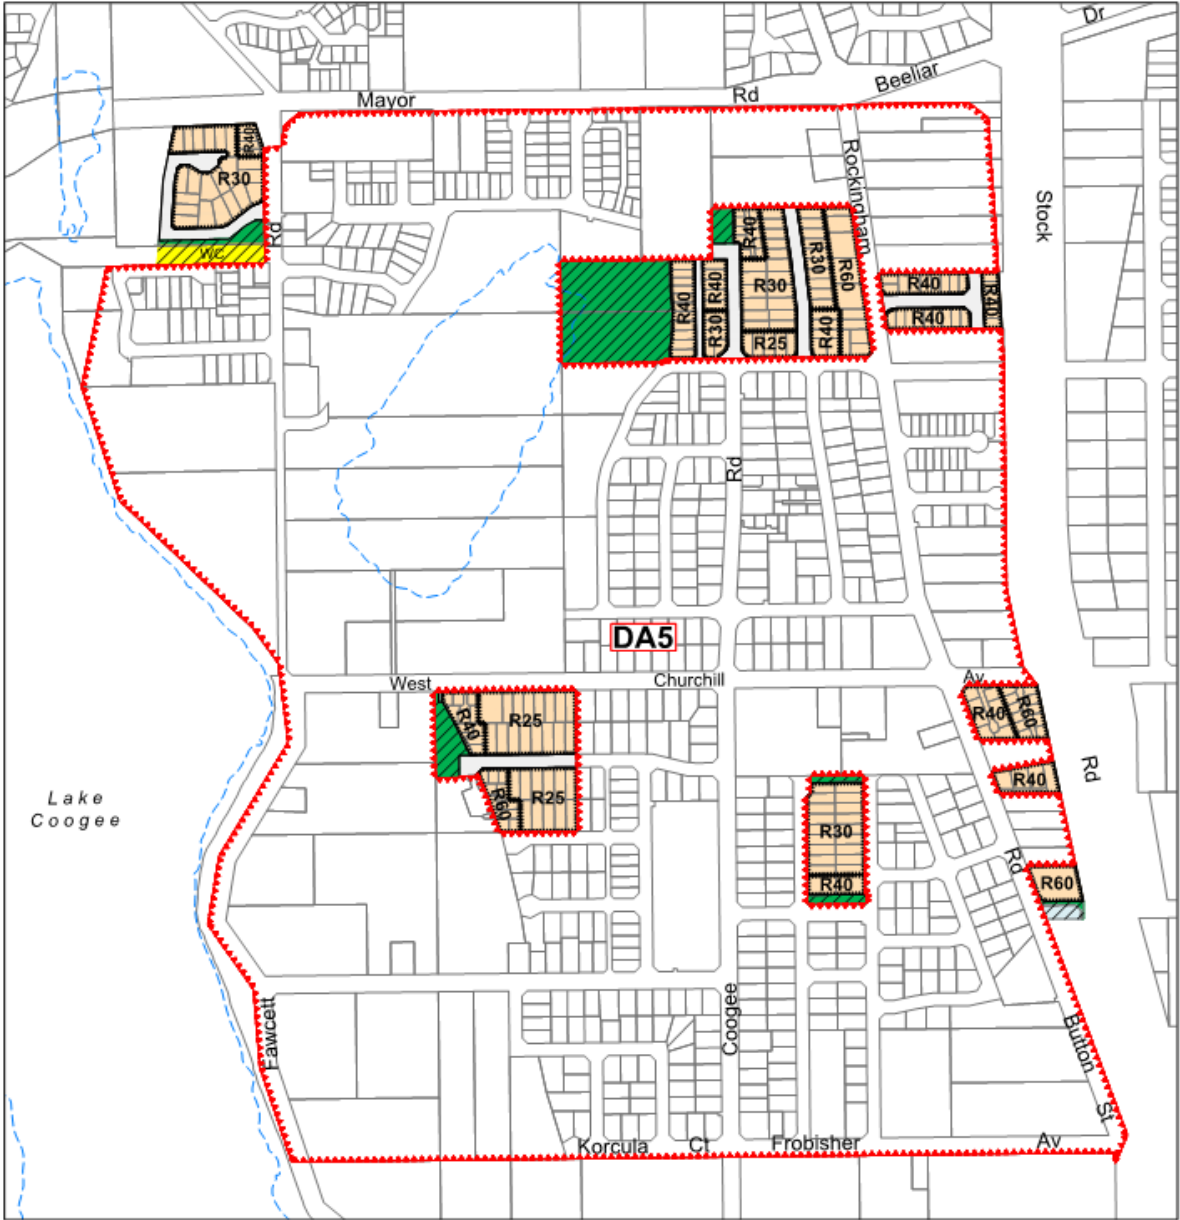 Dr
Beeliar
Mayor
Rd
R40
Rockingham
R30
Stock
R40
Rd
WC
R30
R60
R40
R40
R40
R30
R40
R40
R30
R40
R25
Rd
DA5
West
Churchill
Av
R40
R25
R40
R60
Rd
R40
R60
R25
Lake
Coogee
R30
Rd
R40
R60
Fawcett
Coogee
Button
St
Korcula
Ct
Frobisher
Av